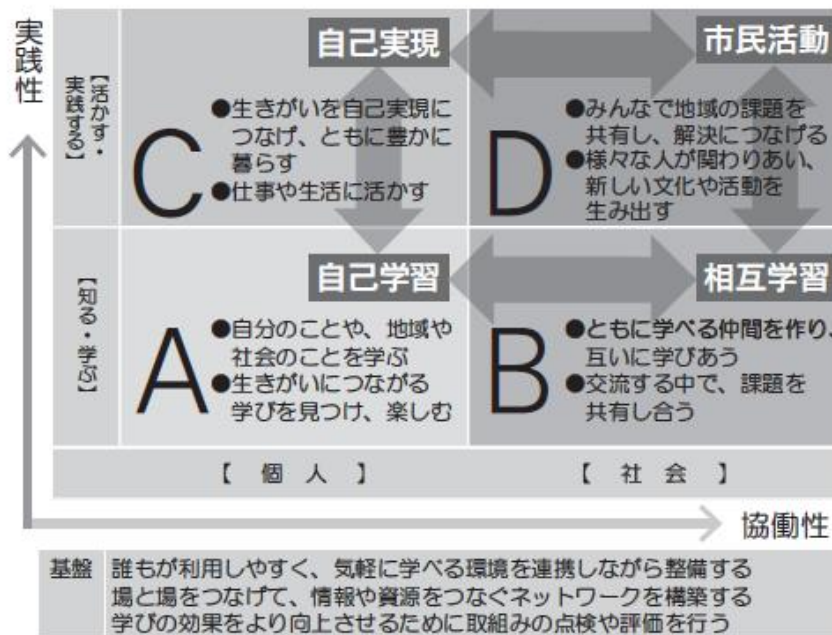 実践性
【活かす・
実践する】
自己実現
C
●生きがいを自己実現に
つなげ、ともに豊かに
暮らす
●仕事や生活に活かす
市民活動
D
●みんなで地域の課題を
共有し、解決につなげる
●様々な人が関わりあい、
新しい文化や活動を
生み出す
【知る・学ぶ】
自己学習
A
●自分のことや、地域や
社会のことを学ぶ
●生きがいにつながる
学びを見つけ、楽しむ
相互学習
B
●ともに学べる仲間を作り、
互いに学びあう
●交流する中で、課題を
共有し合う
【 個 人 】
【 社 会 】
協働性
基盤
誰もが利用しやすく、気軽に学べる環境を連携しながら整備する
場と場をつなげて、情報や資源をつなぐネットワークを構築する
学びの効果をより向上させるために取組みの点検や評価を行う